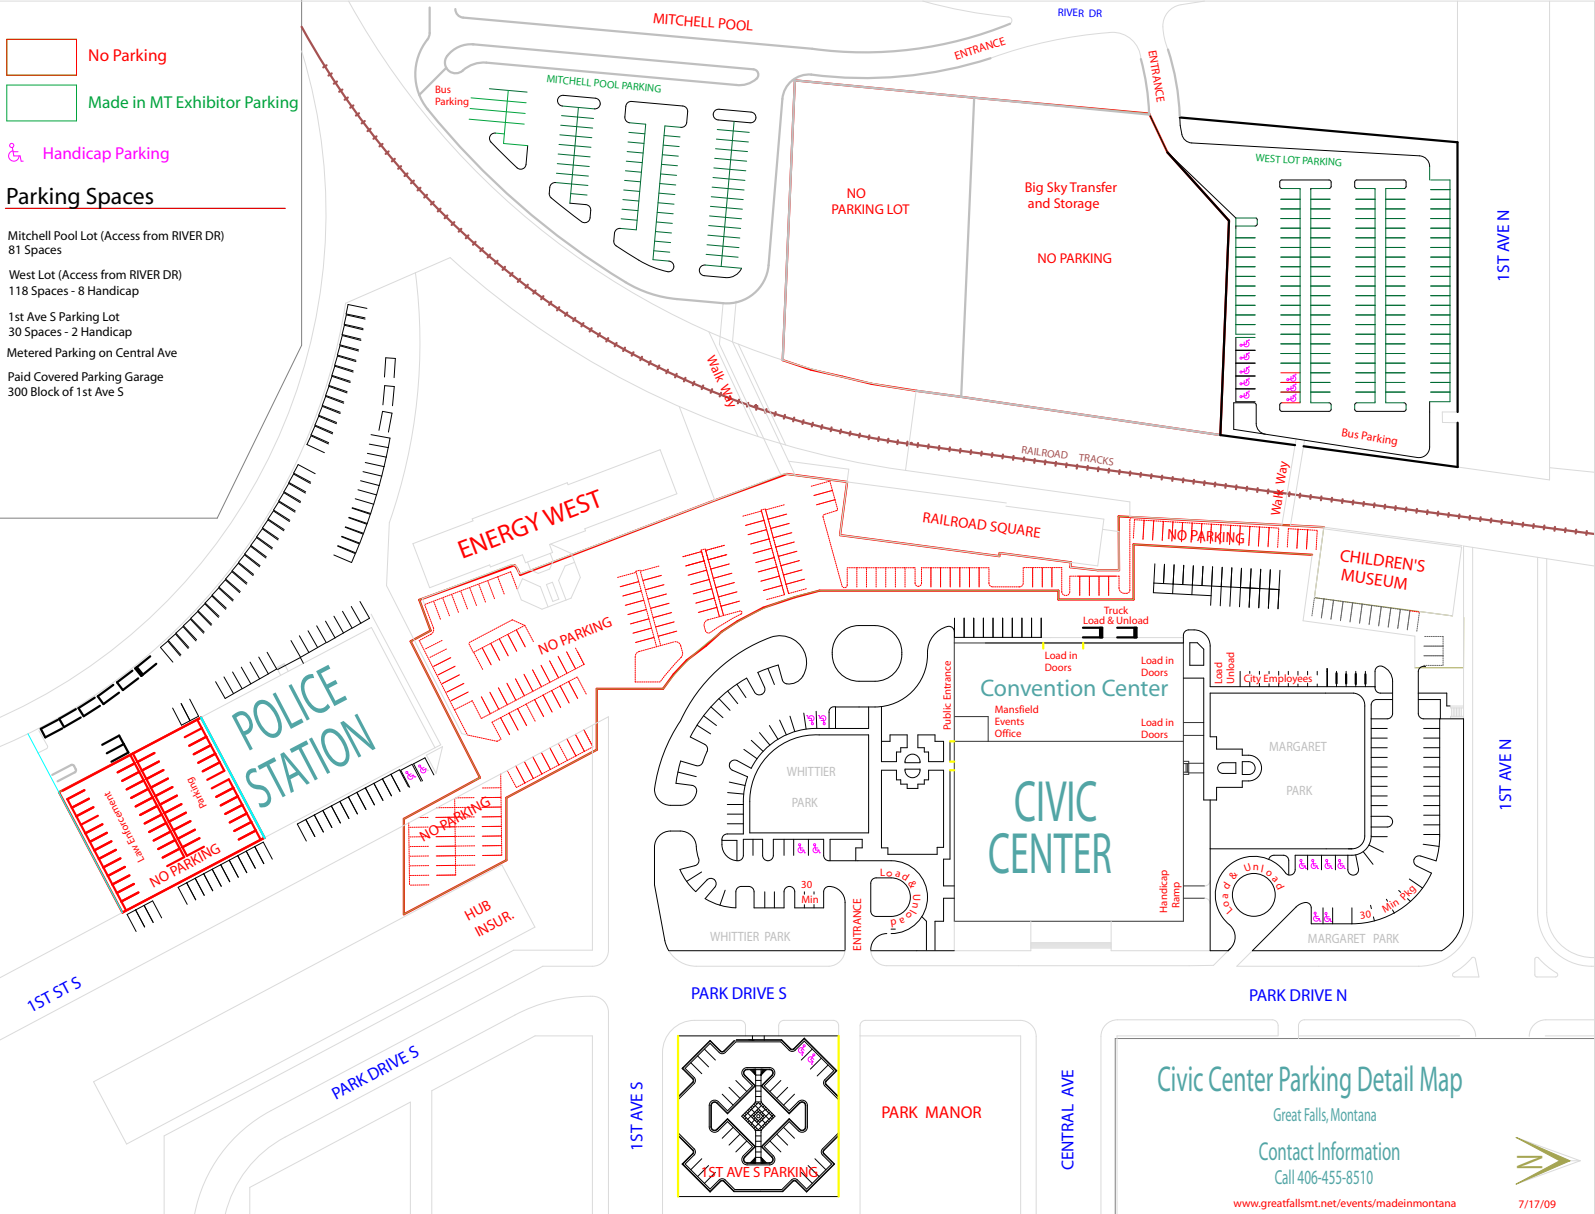 No Parking
Made in MT Exhibitor Parking
Handicap Parking
Parking Spaces
Mitchell Pool Lot (Access from RIVER DR)
81 Spaces
West Lot (Access from RIVER DR)
118 Spaces - 8 Handicap
1st Ave S Parking Lot
30 Spaces - 2 Handicap
Metered Parking on Central Ave
Paid Covered Parking Garage
300 Block of 1st Ave S
MITCHELL POOL
RIVER DR
ENTRANCE
ENTRANCE
MITCHELL POOL PARKING
Bus
Parking
NO
PARKING LOT
Big Sky Transfer
and Storage
NO PARKING
WEST LOT PARKING
1ST AVE N
Bus Parking
Walk Way
RAILROAD TRACKS
Walk Way
ENERGY WEST
RAILROAD SQUARE
NO PARKING
CHILDREN'S
MUSEUM
NO PARKING
Truck
Load & Unload
Load in
Doors
Load in
Doors
Load
Unload
City Employees
Public Entrance
Convention Center
Mansfield
Events
Office
Load in
Doors
POLICE
STATION
Law Enforcement
Parking
NO PARKING
NO PARKING
HUB
INSUR.
WHITTIER
PARK
MARGARET
PARK
1ST AVE N
CIVIC
CENTER
30
Min
Load & Unload
ENTRANCE
Handicap
Ramp
Load & Unload
30 Min Pkg
WHITTIER PARK
MARGARET PARK
1ST ST S
PARK DRIVE S
PARK DRIVE N
PARK DRIVE S
1ST AVE S
1ST AVE S PARKING
PARK MANOR
CENTRAL AVE
Civic Center Parking Detail Map
Great Falls, Montana
Contact Information
Call 406-455-8510
www.greatfallsmt.net/events/madeinmontana
N
7/17/09